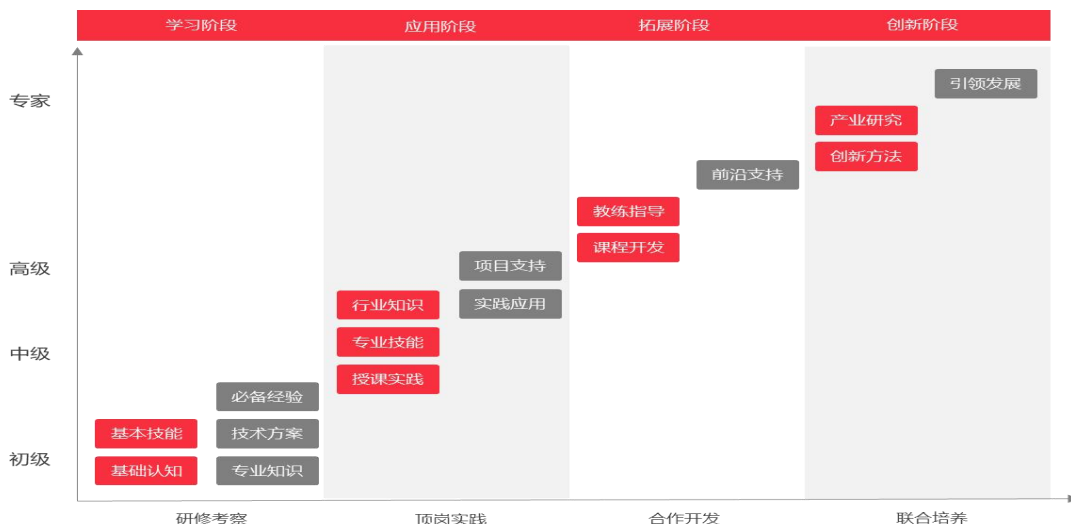 学习阶段
应用阶段
拓展阶段
创新阶段
专家
引领发展
产业研究
创新方法
前沿支持
教练指导
课程开发
高级
项目支持
行业知识
实践应用
专业技能
中级
授课实践
必备经验
基本技能
技术方案
初级
基础认知
专业知识
研修考察
顶岗实践
合作开发
联合培养